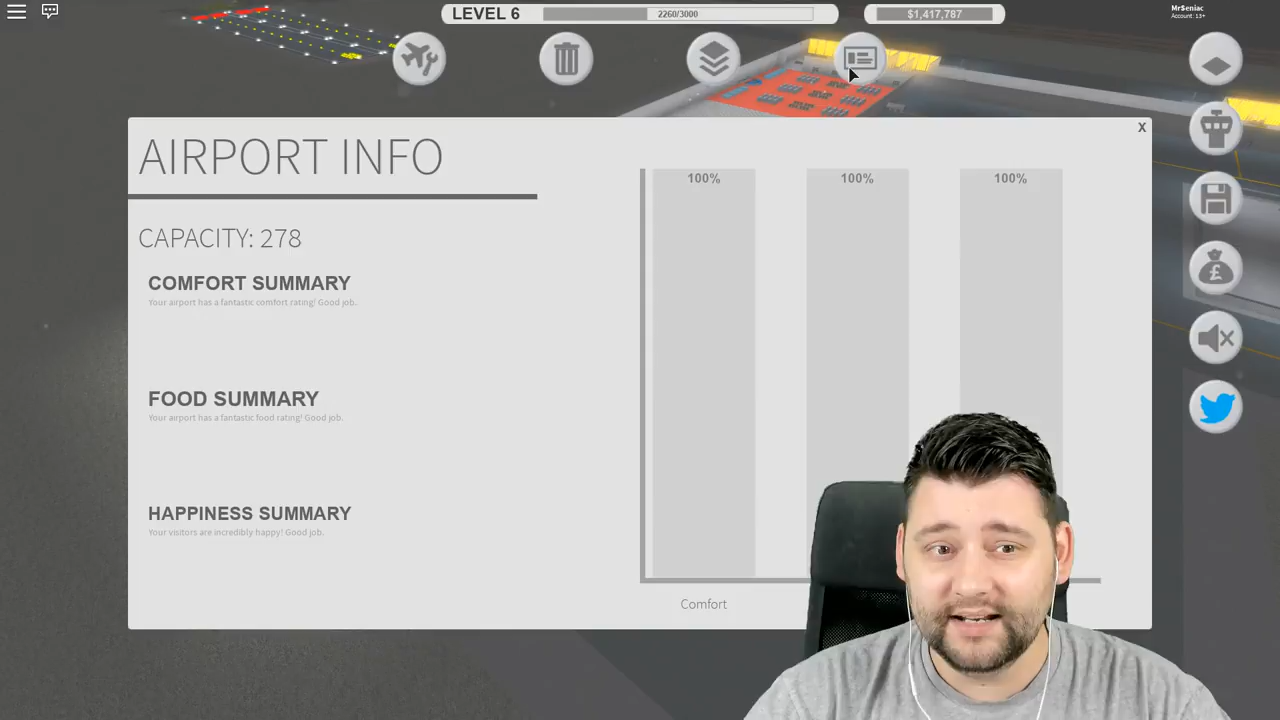 LEVEL 6
2260/3000
$1,417,787
Mr$eniac
Account: 13+
X
AIRPORT INFO
CAPACITY: 278
COMFORT SUMMARY
Your airport has a fantastic comfort rating! Good job.
FOOD SUMMARY
Your airport has a fantastic food rating! Good job.
HAPPINESS SUMMARY
Your visitors are incredibly happy! Good job.
100%
100%
100%
Comfort
£